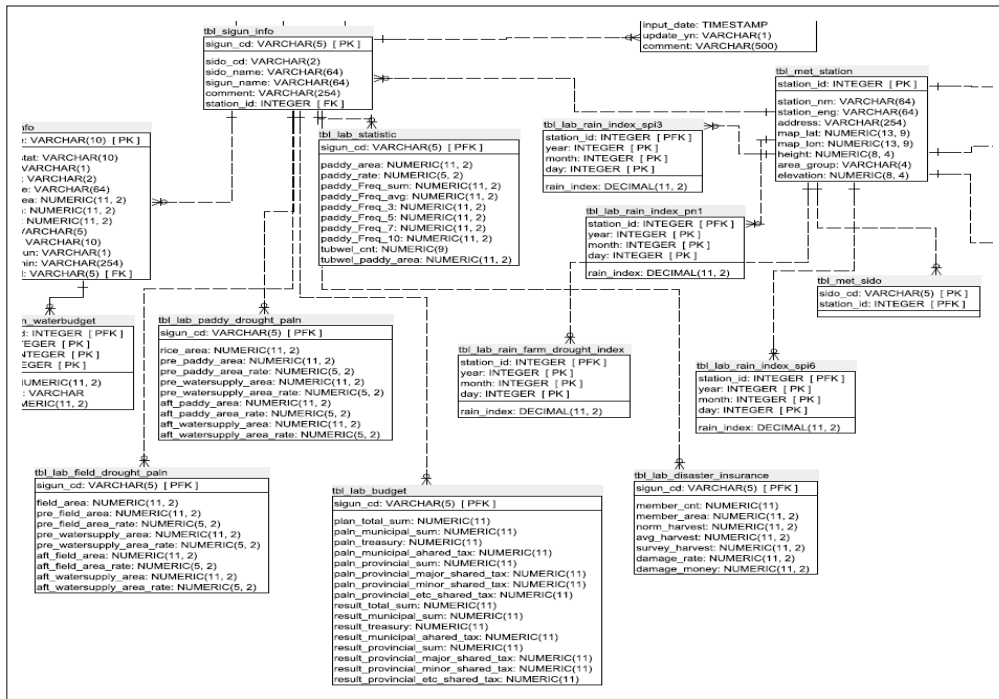 input_date: TIMESTAMP
update_yn: VARCHAR(1)
comment: VARCHAR(500)
tbl_sigun_info
sigun_cd: VARCHAR(5) [ PK ]
sido_cd: VARCHAR(2)
sido_name: VARCHAR(64)
sigun_name: VARCHAR(64)
comment: VARCHAR(254)
station_id: INTEGER [ FK ]
tbl_met_station
station_id: INTEGER [ PK ]
station_nm: VARCHAR(64)
station_eng: VARCHAR(64)
address: VARCHAR(254)
map_lat: NUMERIC(13, 9)
map_lon: NUMERIC(13, 9)
height: NUMERIC(8, 4)
area_group: VARCHAR(4)
elevation: NUMERIC(8, 4)
nfo
: VARCHAR(10) [ PK ]
stat: VARCHAR(10)
VARCHAR(1)
: VARCHAR(2)
e: VARCHAR(64)
rea: NUMERIC(11, 2)
: NUMERIC(11, 2)
: NUMERIC(11, 2)
VARCHAR(5)
VARCHAR(10)
un: VARCHAR(1)
nin: VARCHAR(254)
: VARCHAR(5) [ FK ]
tbl_lab_statistic
sigun_cd: VARCHAR(5) [ PFK ]
paddy_area: NUMERIC(11, 2)
paddy_rate: NUMERIC(5, 2)
paddy_Freq_sum: NUMERIC(11, 2)
paddy_Freq_avg: NUMERIC(11, 2)
paddy_Freq_3: NUMERIC(11, 2)
paddy_Freq_5: NUMERIC(11, 2)
paddy_Freq_7: NUMERIC(11, 2)
paddy_Freq_10: NUMERIC(11, 2)
tubwel_cnt: NUMERIC(9)
tubwel_paddy_area: NUMERIC(11, 2)
tbl_lab_rain_index_spi3
station_id: INTEGER [ PFK ]
year: INTEGER [ PK ]
month: INTEGER [ PK ]
day: INTEGER [ PK ]
rain_index: DECIMAL(11, 2)
tbl_lab_rain_index_pn1
station_id: INTEGER [ PFK ]
year: INTEGER [ PK ]
month: INTEGER [ PK ]
day: INTEGER [ PK ]
rain_index: DECIMAL(11, 2)
tbl_met_sido
sido_cd: VARCHAR(5) [ PK ]
station_id: INTEGER [ PFK ]
n_waterbudget
d: INTEGER [ PFK ]
TEGER [ PK ]
INTEGER [ PK ]
EGER [ PK ]
NUMERIC(11, 2)
: VARCHAR
MERIC(11, 2)
tbl_lab_paddy_drought_paln
sigun_cd: VARCHAR(5) [ PFK ]
rice_area: NUMERIC(11, 2)
pre_paddy_area: NUMERIC(11, 2)
pre_paddy_area_rate: NUMERIC(5, 2)
pre_watersupply_area: NUMERIC(11, 2)
pre_watersupply_area_rate: NUMERIC(5, 2)
aft_paddy_area: NUMERIC(11, 2)
aft_paddy_area_rate: NUMERIC(5, 2)
aft_watersupply_area: NUMERIC(11, 2)
aft_watersupply_area_rate: NUMERIC(5, 2)
tbl_lab_rain_farm_drought_index
station_id: INTEGER [ PFK ]
year: INTEGER [ PK ]
month: INTEGER [ PK ]
day: INTEGER [ PK ]
rain_index: DECIMAL(11, 2)
tbl_lab_rain_index_spi6
station_id: INTEGER [ PFK ]
year: INTEGER [ PK ]
month: INTEGER [ PK ]
day: INTEGER [ PK ]
rain_index: DECIMAL(11, 2)
tbl_lab_field_drought_paln
sigun_cd: VARCHAR(5) [ PFK ]
field_area: NUMERIC(11, 2)
pre_field_area: NUMERIC(11, 2)
pre_field_area_rate: NUMERIC(5, 2)
pre_watersupply_area: NUMERIC(11, 2)
pre_watersupply_area_rate: NUMERIC(5, 2)
aft_field_area: NUMERIC(11, 2)
aft_field_area_rate: NUMERIC(5, 2)
aft_watersupply_area: NUMERIC(11, 2)
aft_watersupply_area_rate: NUMERIC(5, 2)
tbl_lab_budget
sigun_cd: VARCHAR(5) [ PFK ]
plan_total_sum: NUMERIC(11)
paln_municipal_sum: NUMERIC(11)
paln_treasury: NUMERIC(11)
paln_municipal_ahared_tax: NUMERIC(11)
paln_provincial_sum: NUMERIC(11)
paln_provincial_major_shared_tax: NUMERIC(11)
paln_provincial_minor_shared_tax: NUMERIC(11)
paln_provincial_etc_shared_tax: NUMERIC(11)
result_total_sum: NUMERIC(11)
result_municipal_sum: NUMERIC(11)
result_treasury: NUMERIC(11)
result_municipal_ahared_tax: NUMERIC(11)
result_provincial_sum: NUMERIC(11)
result_provincial_major_shared_tax: NUMERIC(11)
result_provincial_minor_shared_tax: NUMERIC(11)
result_provincial_etc_shared_tax: NUMERIC(11)
tbl_lab_disaster_insurance
sigun_cd: VARCHAR(5) [ PFK ]
member_cnt: NUMERIC(11)
member_area: NUMERIC(11, 2)
norm_harvest: NUMERIC(11, 2)
avg_harvest: NUMERIC(11, 2)
survey_harvest: NUMERIC(11, 2)
damage_rate: NUMERIC(11, 2)
damage_money: NUMERIC(11, 2)